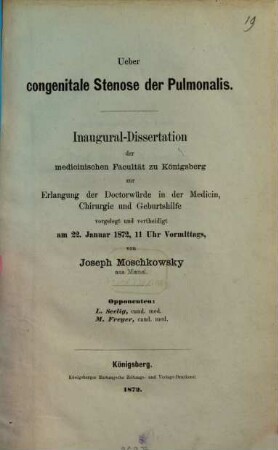 19
Ueber
congenitale Stenose der Pulmonalis.
Inaugural-Dissertation
der
medicinischen Facultät zu Königsberg
zur
Erlangung der Doctorwürde in der Medicin,
Chirurgie und Geburtshilfe
vorgelegt und vertheidigt
am 22. Januar 1872, 11 Uhr Vormittags,
von
Joseph Moschkowsky
aus Memel.
Opponenten:
L. Seelig, cand. med.
M. Freyer, cand. med.
Königsberg.
Königsberger Hartungsche Zeitungs- und Verlags-Druckerei.
1872.